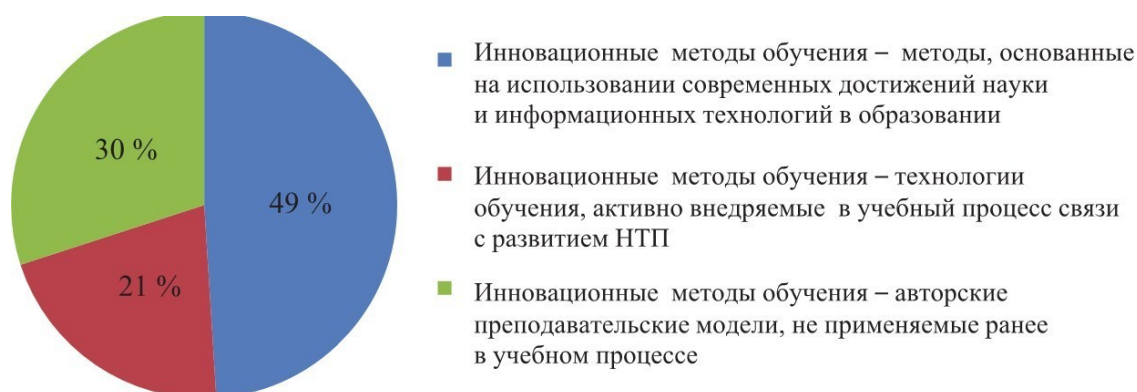 30 %
49 %
21 %
Инновационные методы обучения – методы, основанные
на использовании современных достижений науки
и информационных технологий в образовании
Инновационные методы обучения – технологии
обучения, активно внедряемые в учебный процесс связи
с развитием НТП
Инновационные методы обучения – авторские
преподавательские модели, не применяемые ранее
в учебном процессе